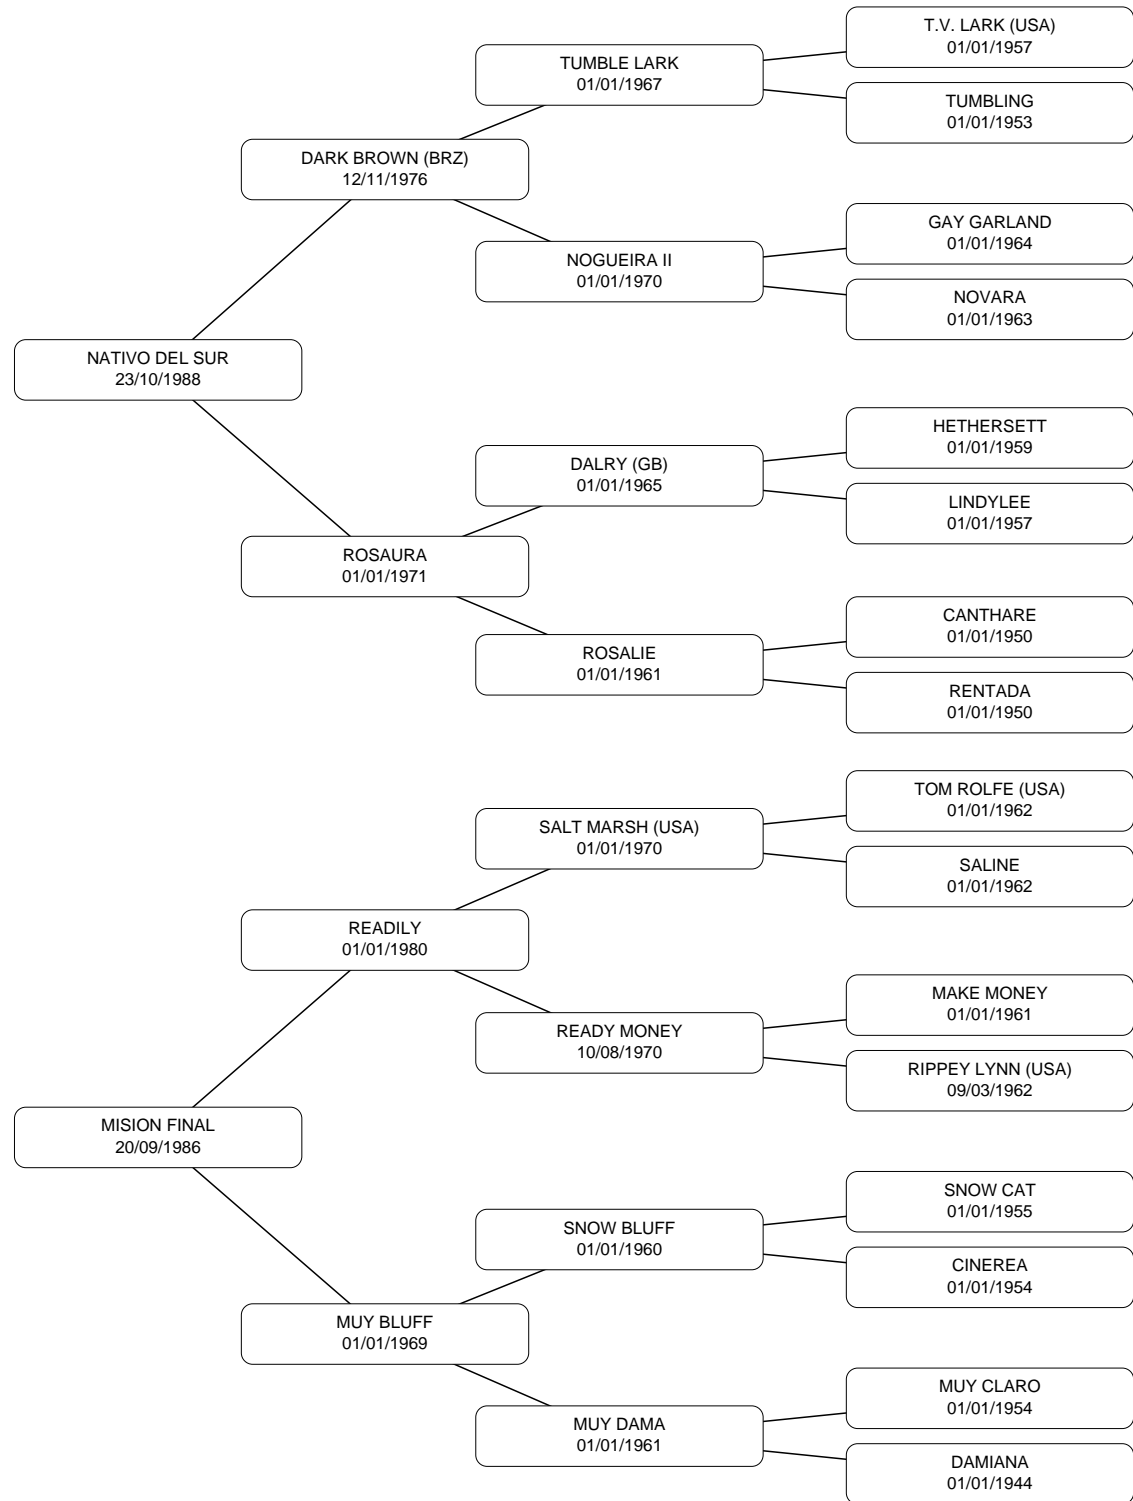 T.V. LARK (USA)
01/01/1957
TUMBLE LARK
01/01/1967
TUMBLING
01/01/1953
DARK BROWN (BRZ)
12/11/1976
GAY GARLAND
01/01/1964
NOGUEIRA II
01/01/1970
NOVARA
01/01/1963
NATIVO DEL SUR
23/10/1988
HETHERSETT
01/01/1959
DALRY (GB)
01/01/1965
LINDYLEE
01/01/1957
ROSAURA
01/01/1971
CANTHARE
01/01/1950
ROSALIE
01/01/1961
RENTADA
01/01/1950
TOM ROLFE (USA)
01/01/1962
SALT MARSH (USA)
01/01/1970
SALINE
01/01/1962
READILY
01/01/1980
MAKE MONEY
01/01/1961
READY MONEY
10/08/1970
RIPPEY LYNN (USA)
09/03/1962
MISION FINAL
20/09/1986
SNOW CAT
01/01/1955
SNOW BLUFF
01/01/1960
CINEREA
01/01/1954
MUY BLUFF
01/01/1969
MUY CLARO
01/01/1954
MUY DAMA
01/01/1961
DAMIANA
01/01/1944